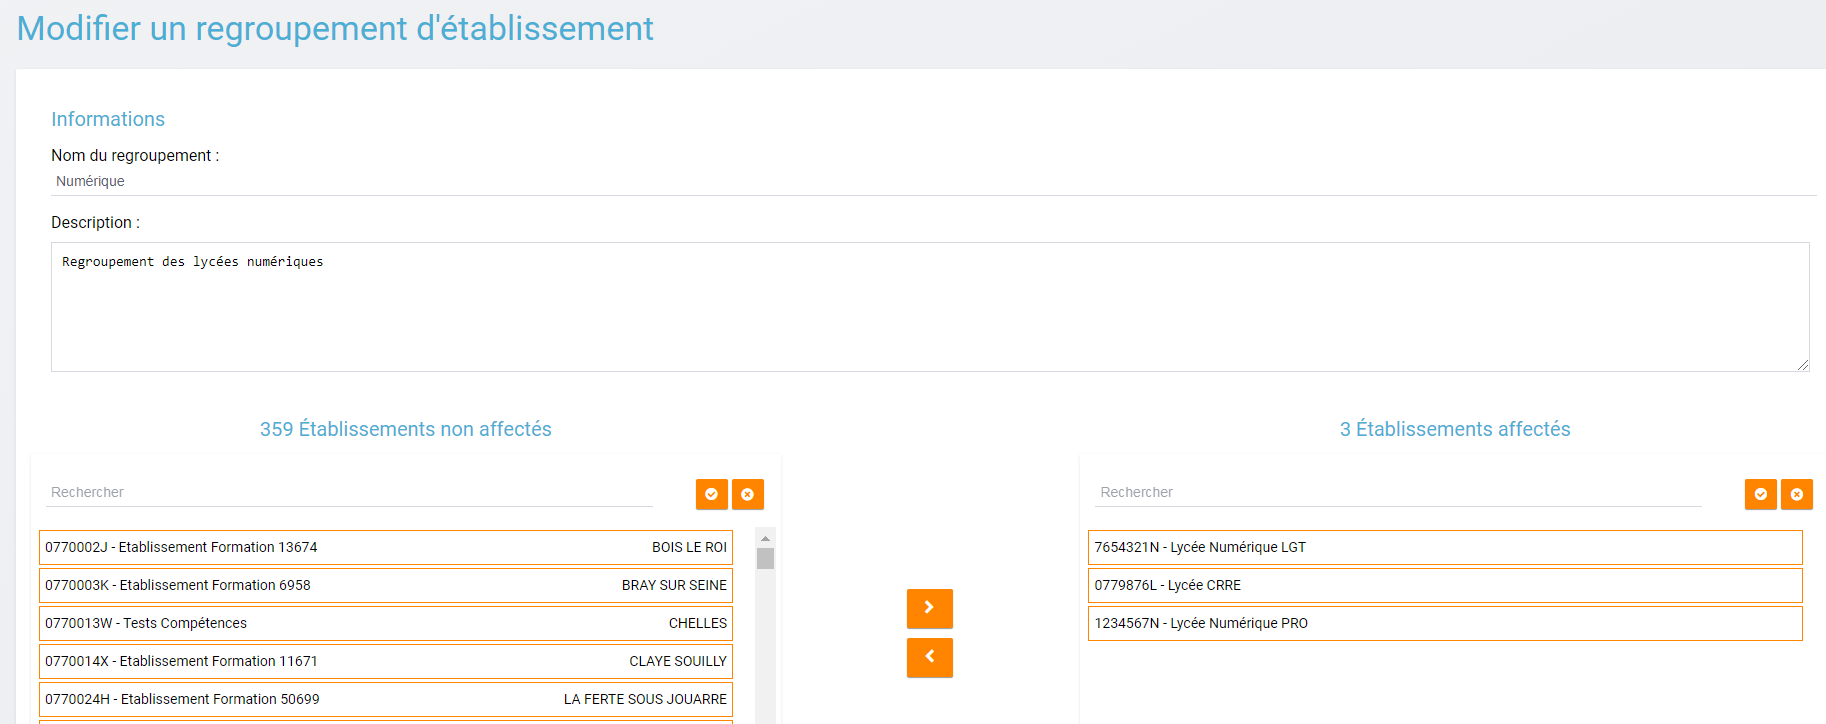 Modifier un regroupement d'établissement
Informations
Nom du regroupement :
Numérique
Description :
Regroupement des lycées numériques
359 Établissements non affectés
Rechercher
0770002J - Etablissement Formation 13674 BOIS LE ROI
0770003K - Etablissement Formation 6958 BRAY SUR SEINE
0770013W - Tests Compétences CHELLES
0770014X - Etablissement Formation 11671 CLAYE SOUILLY
0770024H - Etablissement Formation 50699 LA FERTE SOUS JOUARRE
3 Établissements affectés
Rechercher
7654321N - Lycée Numérique LGT
0779876L - Lycée CRRE
1234567N - Lycée Numérique PRO